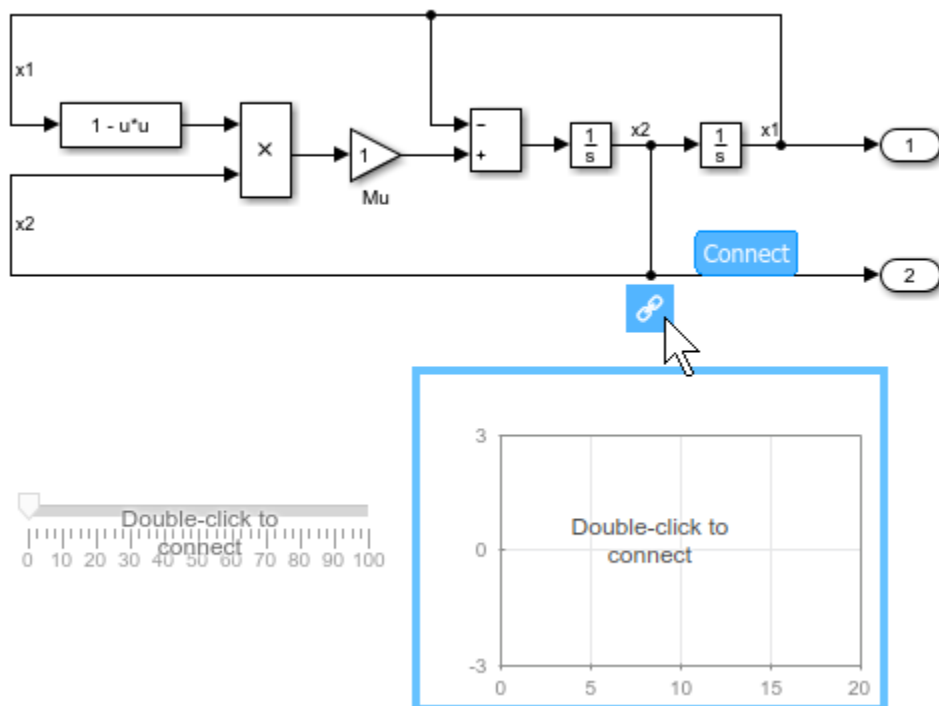 x1
1 - u*u
×
1
Mu
−
+
1
s
x2
1
s
x1
1
x2
Connect
2
Double-click to
connect
0 10 20 30 40 50 60 70 80 90 100
3
0
-3
Double-click to
connect
0 5 10 15 20